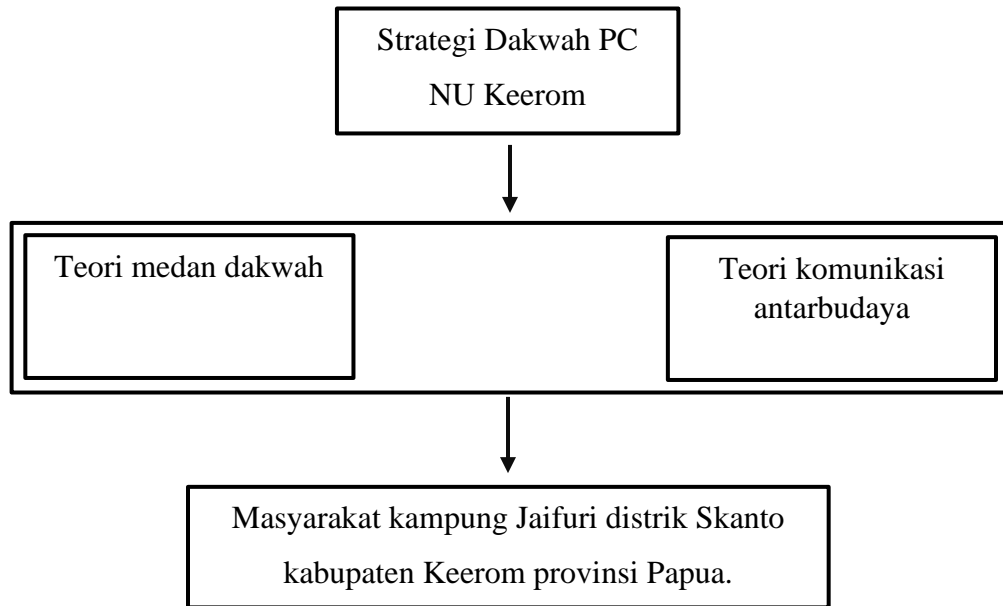 Strategi Dakwah PC
NU Keerom
Teori medan dakwah
Teori komunikasi
antarbudaya
Masyarakat kampung Jaifuri distrik Skanto
kabupaten Keerom provinsi Papua.